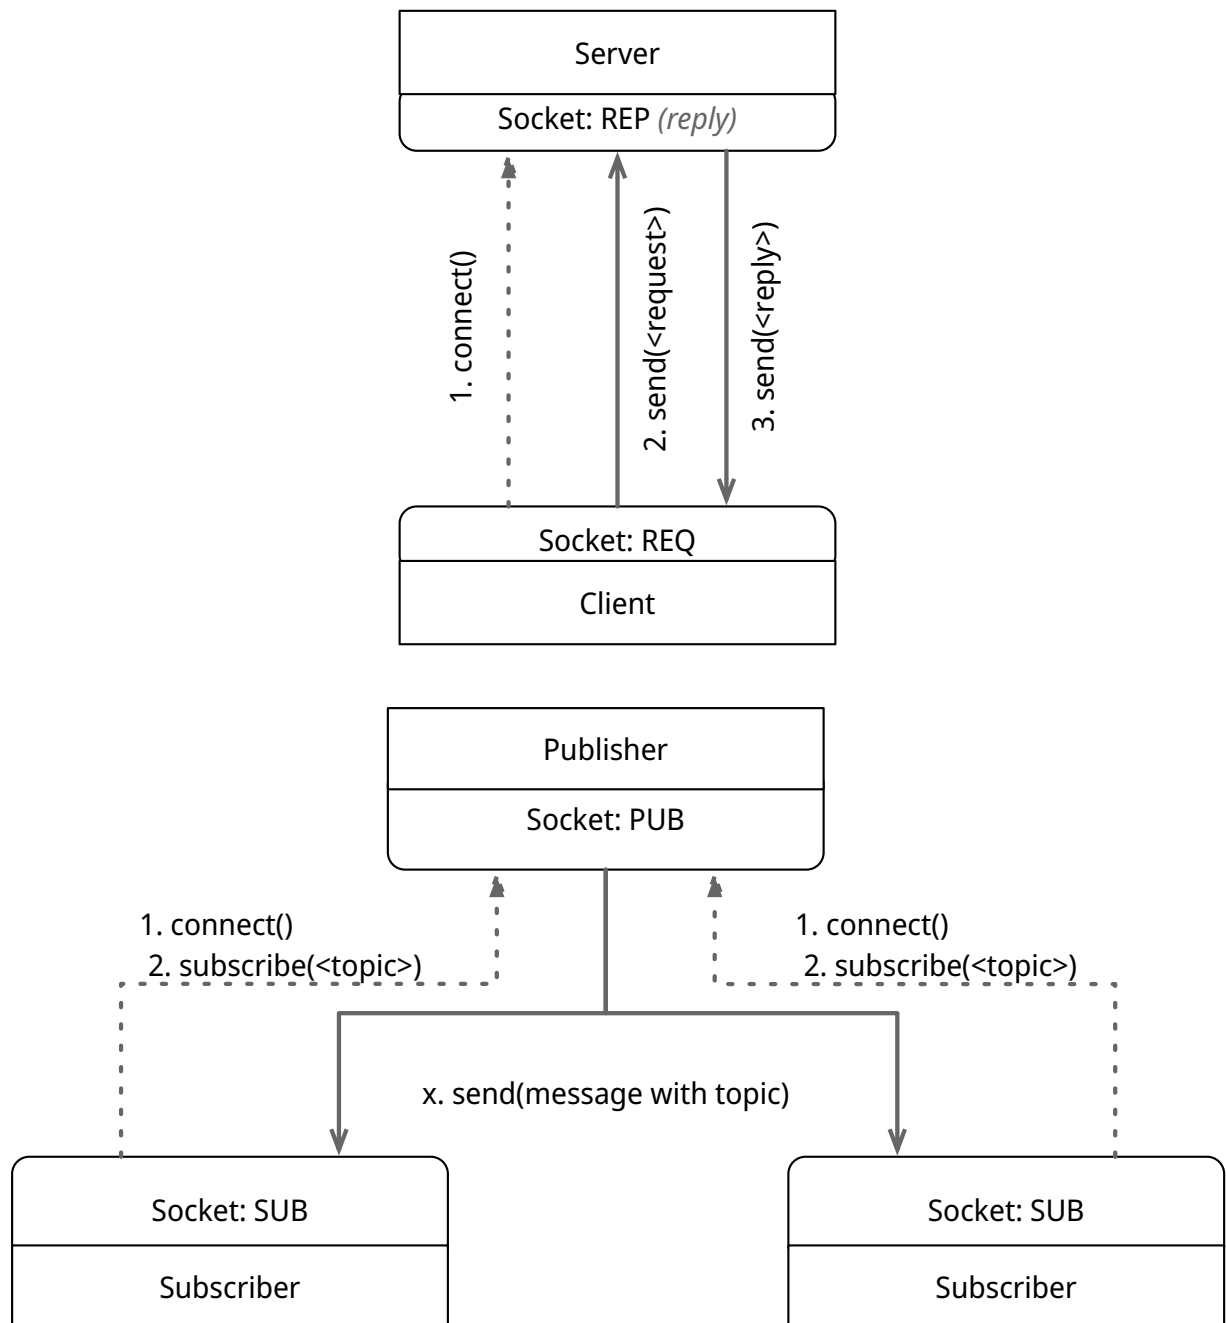 Server
Socket: REP (reply)
1. connect()
2. send(<request>)
3. send(<reply>)
Socket: REQ
Client
Publisher
Socket: PUB
1. connect()
2. subscribe(<topic>)
1. connect()
2. subscribe(<topic>)
x. send(message with topic)
Socket: SUB
Subscriber
Socket: SUB
Subscriber